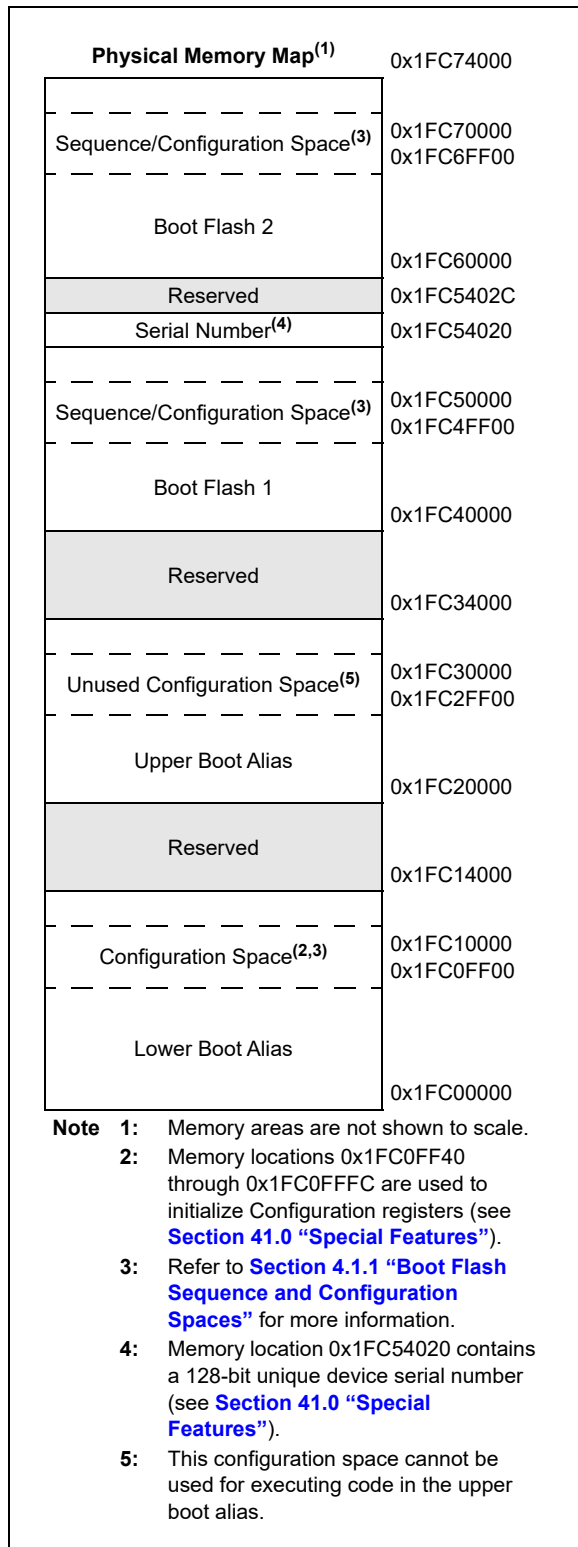 Physical Memory Map(1)
0x1FC74000
Sequence/Configuration Space(3)
0x1FC70000
0x1FC6FF00
Boot Flash 2
0x1FC60000
Reserved
0x1FC5402C
Serial Number(4)
0x1FC54020
Sequence/Configuration Space(3)
0x1FC50000
0x1FC4FF00
Boot Flash 1
0x1FC40000
Reserved
0x1FC34000
Unused Configuration Space(5)
0x1FC30000
0x1FC2FF00
Upper Boot Alias
0x1FC20000
Reserved
0x1FC14000
Configuration Space(2,3)
0x1FC10000
0x1FC0FF00
Lower Boot Alias
0x1FC00000
Note 1: Memory areas are not shown to scale.
2: Memory locations 0x1FC0FF40
through 0x1FC0FFFC are used to
initialize Configuration registers (see
Section 41.0 “Special Features”).
3: Refer to Section 4.1.1 “Boot Flash
Sequence and Configuration
Spaces” for more information.
4: Memory location 0x1FC54020 contains
a 128-bit unique device serial number
(see Section 41.0 “Special
Features”).
5: This configuration space cannot be
used for executing code in the upper
boot alias.